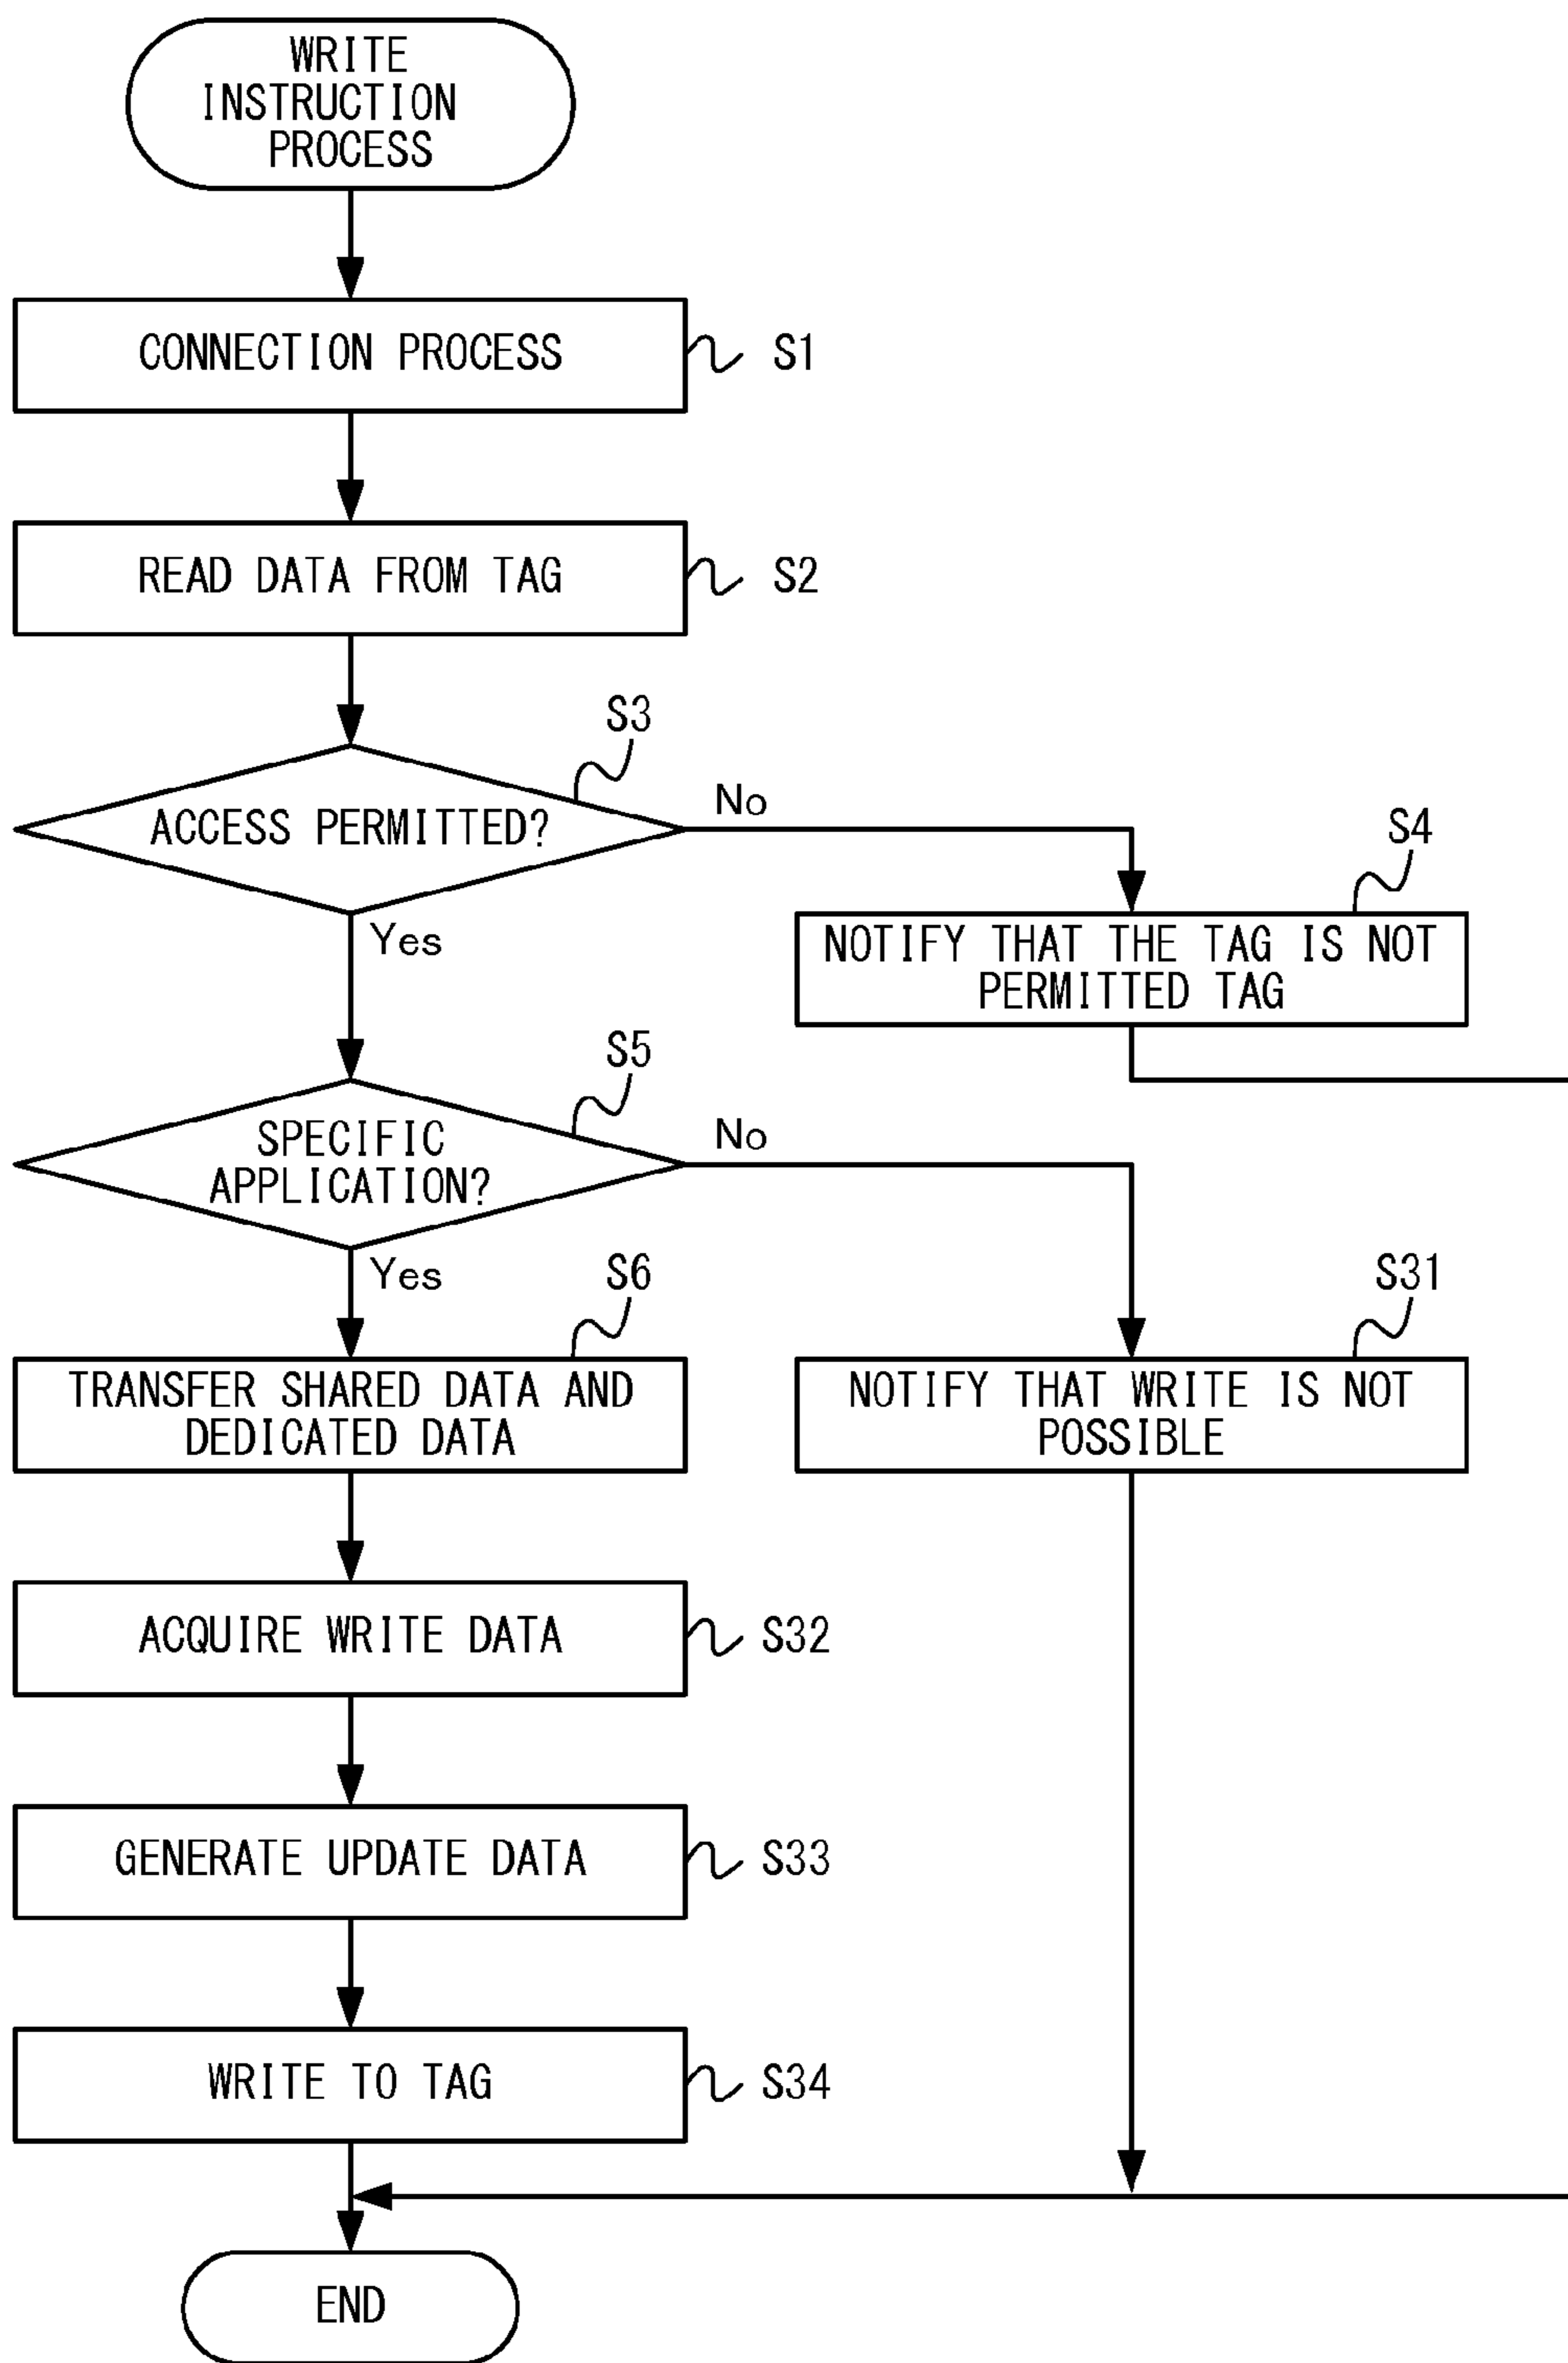 WRITE
INSTRUCTION
PROCESS
CONNECTION PROCESS
S1
READ DATA FROM TAG
S2
S3
ACCESS PERMITTED?
No
Yes
S4
NOTIFY THAT THE TAG IS NOT
PERMITTED TAG
S5
SPECIFIC
APPLICATION?
No
Yes
S6
TRANSFER SHARED DATA AND
DEDICATED DATA
S31
NOTIFY THAT WRITE IS NOT
POSSIBLE
ACQUIRE WRITE DATA
S32
GENERATE UPDATE DATA
S33
WRITE TO TAG
S34
END